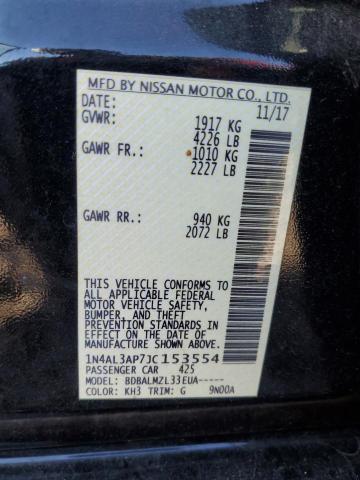 MFD BY NISSAN MOTOR CO., LTD.
DATE: 11/17
GVWR: 1917 KG
4226 LB
GAWR FR.: 1010 KG
2227 LB
GAWR RR.: 940 KG
2072 LB
THIS VEHICLE CONFORMS TO
ALL APPLICABLE FEDERAL
MOTOR VEHICLE SAFETY,
BUMPER, AND THEFT PREVENTION
STANDARDS IN EFFECT ON THE
DATE OF MANUFACTURE
SHOWN ABOVE.
1N4AL3AP7JC153554
PASSENGER CAR 425
MODEL: BDBALMZL33EUA-----
COLOR: KH3 TRIM: G 9N00A